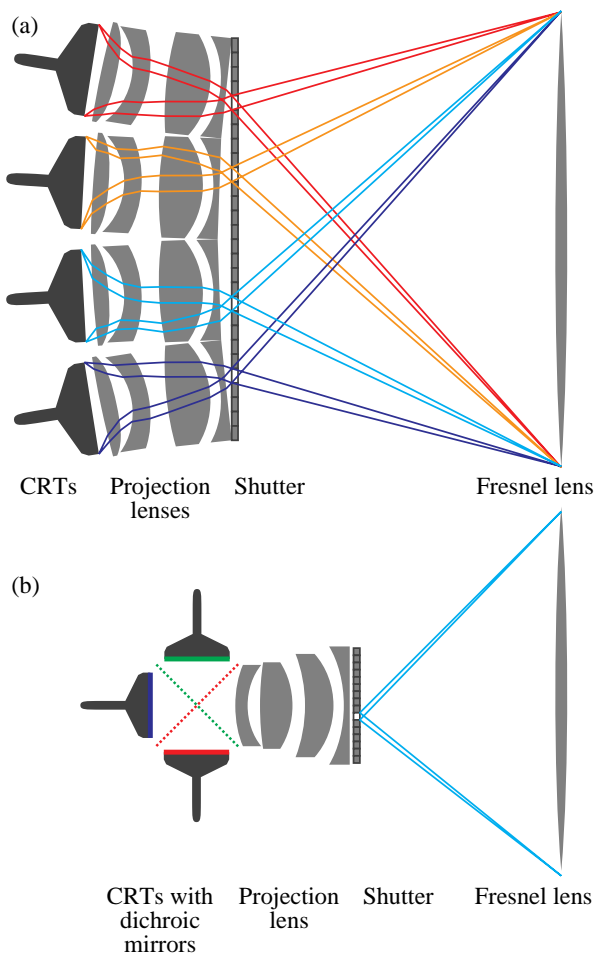 (a)
CRTs
Projection
lenses
Shutter
Fresnel lens
(b)
CRTs with
dichroic
mirrors
Projection
lens
Shutter
Fresnel lens